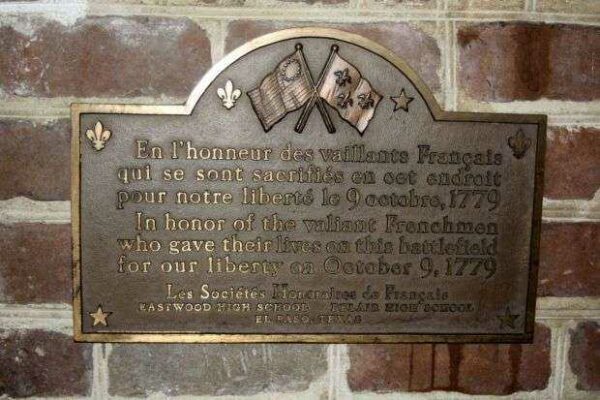 En l'honneur des vaillants Français
qui se sont sacrifiés en cet endroit
pour notre liberté le 9 octobre, 1779
In honor of the valiant Frenchmen
who gave their lives on this battlefield
for our liberty on October 9, 1779
Les Sociétés Honoraires de Français
EASTWOOD HIGH SCHOOL HIGH SCHOOL
EL PASO, TEXAS